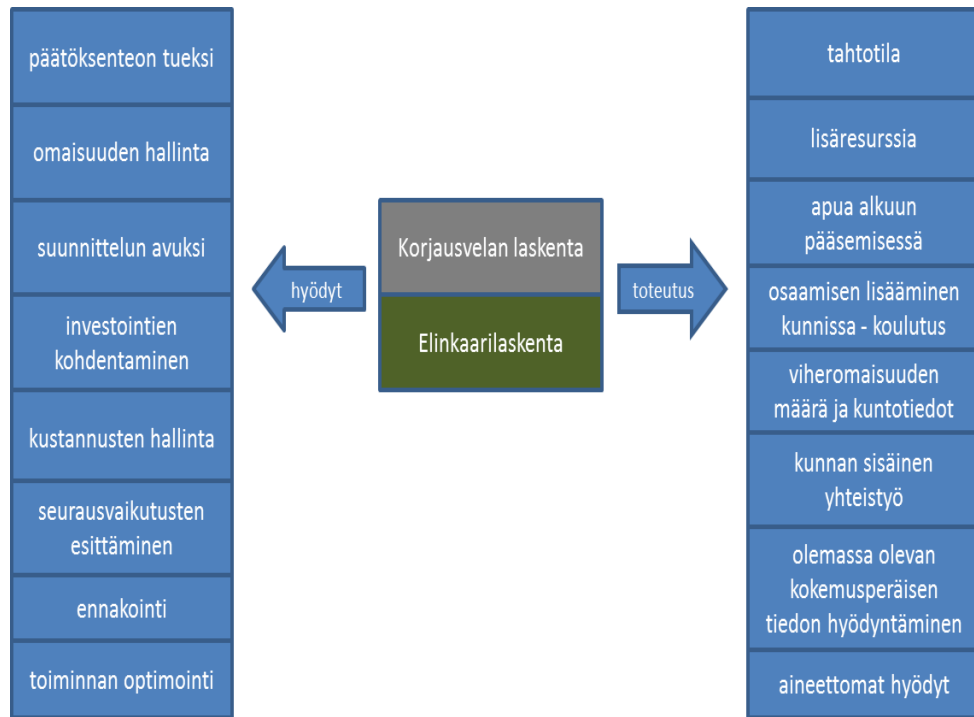 päätöksenteon tueksi
omaisuuden hallinta
suunnittelun avuksi
investointien
kohdentaminen
kustannusten hallinta
seurausvaikutusten
esittäminen
ennakointi
toiminnan optimointi
hyödyt
Korjausvelan laskenta
Elinkaarilaskenta
toteutus
tahtotila
lisäresurssia
apua alkuun
pääsemisessä
osaamisen lisääminen
kunnissa - koulutus
viheromaisuuden
määrä ja kuntotiedot
kunnan sisäinen
yhteistyö
olemassa olevan
kokemusperäisen
tiedon hyödyntäminen
aineettomat hyödyt